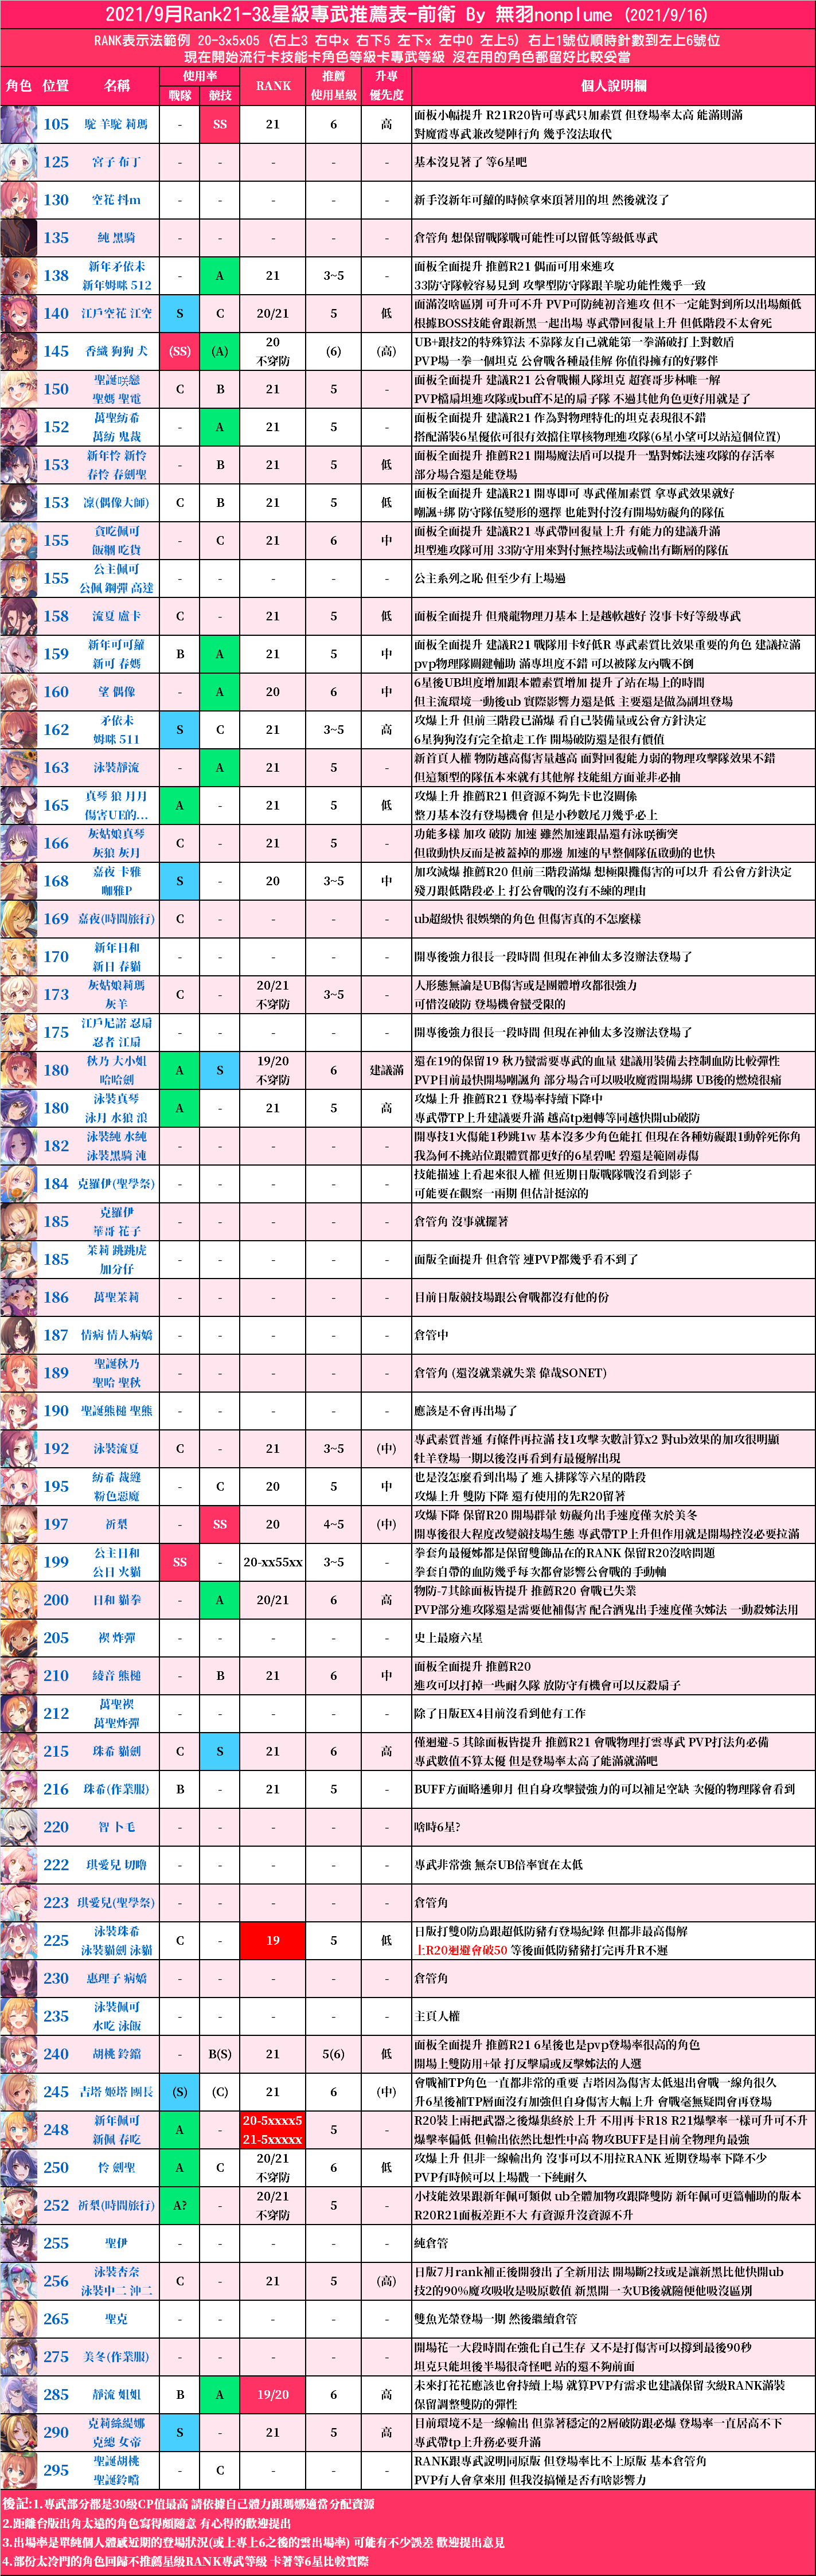 2021/9月Rank21-3&星級專武推薦表-前衛 By 無羽nonplume (2021/9/16)
RANK表示法範例 20-3x5x05 (右上3 右中x 右下5 左下x 左中0 左上5) 右上1號位順時針數到左上6號位
現在開始流行卡技能卡角色等級卡專武等級 沒在用的角色都留好比較妥當
角色 位置 名稱 使用率 戰隊 競技 RANK 推薦使用星級 升專優先度 個人說明欄
105 駝 羊駝 莉瑪 - SS 21 6 高
面板小幅提升 R21R20皆可專武只加素質 但登場率太高 能滿則滿
對魔霞專武兼改變陣行角 幾乎沒法取代
125 宮子 布丁 - - - - -
基本沒見著了 等6星吧
130 空花 抖m - - - - -
新手沒新年可蘿的時候拿來頂著用的坦 然後就沒了
135 純 黑騎 - - - - -
倉管角 想保留戰隊戰可能性可以留低等級低專武
138 新年矛依未 新年姆咪 512 - A 21 3~5 -
面板全面提升 推薦R21 偶而可用來進攻
33防守隊較容易見到 攻擊型防守隊跟羊駝功能性幾乎一致
140 江戶空花 江空 S C 20/21 5 低
面滿沒啥區別 可升可不升 PVP可防純初音進攻 但不一定能對到所以出場頗低
根據BOSS技能會跟新黑一起出場 專武帶回復量上升 但低階段不太會死
145 香織 狗狗 犬 (SS) (A) 20 不穿防 (6) (高)
UB+跟技2的特殊算法 不靠隊友自己就能第一拳滿破打上對數盾
PVP場一拳一個坦克 公會戰各種最佳解 你值得擁有的好夥伴
150 聖誕咲戀 聖媽 聖電 C B 21 5 -
面板全面提升 建議R21 公會戰懶人隊坦克 超賽哥步林唯一解
PVP檔扇坦進攻隊或buff不足的扇子隊 不過其他角色更好用就是了
152 萬聖紡希 萬紡 鬼哉 - A 21 5 -
面板全面提升 但提升 建議R21 作為對物理特化的坦克表現很不錯
搭配滿裝6星優依可很有效擋住單核物理進攻隊(6星小望可以站這個位置)
153 新年怜 新怜 春怜 春劍聖 - B 21 5 低
面板全面提升 推薦R21 開場魔法盾可以提升一點對姊法速攻隊的存活率
部分場合還是能登場
153 凜(偶像大師) C B 21 5 低
面板全面提升 建議R21 開專即可 專武僅加素質 拿專武效果就好
嘲諷+綁 防守隊伍變形的選擇 也能對付沒有開場妨礙角的隊伍
155 貪吃佩可 飯糰 吃貨 - C 21 6 中
面板全面提升 建議R21 專武帶回復量上升 有能力的建議升滿
坦型進攻隊可用 33防守用來對付無控場法或輸出有斷層的隊伍
155 公主佩可 公佩 鋼彈 高達 - - - - -
公主系列之恥 但至少有上場過
158 流夏 盧卡 C - 21 5 低
面板全面提升 但飛龍物理刀基本上是越軟越好 沒事卡好等級專武
159 新年可可蘿 新可 春媽 B A 21 5 中
面板全面提升 建議R21 戰隊用卡好低R 專武素質比效果重要的角色 建議拉滿
pvp物理隊關鍵輔助 滿專坦度不錯 可以被隊友內戰不倒
160 望 偶像 - A 20 6 中
6星後UB坦度增加跟本體素質增加 提升了站在場上的時間
但主流環境一動後ub 實際影響力還是低 主要還是做為副坦登場
162 矛依未 姆咪 511 S C 21 3~5 高
攻爆上升 但前三階段已滿爆 看自己裝備量或公會方針決定
6星狗狗沒有完全搶走工作 開場破防還是很有價值
163 泳裝靜流 - A 21 5 -
新首頁人權 物防越高傷害量越高 面對回復能力弱的物理攻擊隊效果不錯
但這類型的隊伍本來就有其他解 技能組方面並非必抽
165 真琴 狼 月月 傷害UE的... A - 21 5 低
攻爆上升 推薦R21 但資源不夠先卡也沒關係
整刀基本沒有登場機會 但是小秒數尾刀幾乎必上
166 灰姑娘真琴 灰狼 灰月 C - 21 5 -
功能多樣 加攻 破防 加速 雖然加速跟晶還有泳咲衝突
但啟動快反而是被蓋掉的那邊 加速的早整個隊伍啟動的也快
168 嘉夜 卡雅 咖雅P S - 20 3~5 中
加攻減爆 推薦R20 但前三階段滿爆 想極限攤傷害的可以升 看公會方針決定
殘刀跟低階段必上 打公會戰的沒有不練的理由
169 嘉夜(時間旅行) C - - - -
ub超級快 很娛樂的角色 但傷害真的不怎麼樣
170 新年日和 新日 春貓 - - - - -
開專後強力很長一段時間 但現在神仙太多沒辦法登場了
173 灰姑娘莉瑪 灰羊 C - 20/21 不穿防 3~5 -
人形態無論是UB傷害或是團體增攻都很強力
可惜沒破防 登場機會蠻受限的
175 江戶尼諾 忍扇 忍者 江扇 - - - - -
開專後強力很長一段時間 但現在神仙太多沒辦法登場了
180 秋乃 大小姐 哈哈劍 A S 19/20 不穿防 6 建議滿
還在19的保留19 秋乃蠻需要專武的血量 建議用裝備去控制血防比較彈性
PVP目前最快開場嘲諷角 部分場合可以吸收魔霞開場綁 UB後的燃燒很痛
180 泳裝真琴 泳月 水狼 浪 A - 21 5 高
攻爆上升 推薦R21 登場率持續下降中
專武帶TP上升建議要升滿 越高tp迴轉等同越快開ub破防
182 泳裝純 水純 泳裝黑騎 沌 - - - - -
開專技1火傷能1秒跳1w 基本沒多少角色能扛 但現在各種妨礙跟1動幹死你角
我為何不挑站位跟體質都更好的6星碧呢 碧還是範圍毒傷
184 克羅伊(聖學祭) - - - - -
技能描述上看起來很人權 但近期日版戰隊戰沒看到影子
可能要在觀察一兩期 但估計挺涼的
185 克羅伊 華哥 花子 - - - - -
倉管角 沒事就擺著
185 茉莉 跳跳虎 加分仔 - - - - -
面版全面提升 但倉管 連PVP都幾乎看不到了
186 萬聖茉莉 - - - - -
目前日版競技場跟公會戰都沒有他的份
187 情病 情人病嬌 - - - - -
倉管中
189 聖誕秋乃 聖哈 聖秋 - - - - -
倉管角 (還沒就業就失業 偉哉SONET)
190 聖誕熊槌 聖熊 - - - - -
應該是不會再出場了
192 泳裝流夏 C - 21 3~5 (中)
專武素質普通 有條件再拉滿 技1攻擊次數計算x2 對ub效果的加攻很明顯
牡羊登場一期以後沒再看到有最優解出現
195 紡希 裁縫 粉色惡魔 - C 20 5 中
也是沒怎麼看到出場了 進入排隊等六星的階段
攻爆上升 雙防下降 還有使用的先R20留著
197 祈梨 - SS 20 4~5 (中)
攻爆下降 保留R20 開場群暈 妨礙角出手速度僅次於美冬
開專後很大程度改變競技場生態 專武帶TP上升但作用就是開場控沒必要拉滿
199 公主日和 公日 火貓 SS - 20-xx55xx 3~5 -
拳套角最優姊都是保留雙飾品在的RANK 保留R20沒啥問題
拳套自帶的血防幾乎每次都會影響公會戰的手動軸
200 日和 貓拳 - A 20/21 6 高
物防-7其餘面板皆提升 推薦R20 會戰已失業
PVP部分進攻隊還是需要他補傷害 配合酒鬼出手速度僅次姊法 一動殺姊法用
205 禊 炸彈 - - - - -
史上最廢六星
210 綾音 熊槌 - B 21 6 中
面板全面提升 推薦R20
進攻可以打掉一些耐久隊 放防守有機會可以反殺扇子
212 萬聖禊 萬聖炸彈 - - - - -
除了日版EX4目前沒看到他有工作
215 珠希 貓劍 C S 21 6 高
僅迴避-5 其餘面板皆提升 推薦R21 會戰物理打雲專武 PVP打法角必備
專武數值不算太優 但是登場率太高了能滿就滿吧
216 珠希(作業服) B - 21 5 -
BUFF方面略遜卯月 但自身攻擊蠻強力的可以補足空缺 次優的物理隊會看到
220 智 卜毛 - - - - -
啥時6星?
222 琪愛兒 切嚕 - - - - -
專武非常強 無奈UB倍率實在太低
223 琪愛兒(聖學祭) - - - - -
倉管角
225 泳裝珠希 泳裝貓劍 泳貓 C - 19 5 低
日版打雙0防鳥跟超低防豬有登場紀錄 但都非最高傷解
上R20迴避會破50 等後面低防豬豬打完再升R不遲
230 惠理子 病嬌 - - - - -
倉管角
235 泳裝佩可 水吃 泳飯 - - - - -
主頁人權
240 胡桃 鈴鐺 - B(S) 21 5(6) 低
面板全面提升 推薦R21 6星後也是pvp登場率很高的角色
開場上雙防用+暈 打反擊扇或反擊姊法的人選
245 吉塔 姬塔 團長 (S) (C) 21 6 (中)
會戰補TP角色一直都非常的重要 吉塔因為傷害太低退出會戰一線角很久
升6星後補TP層面沒有加強但自身傷害大幅上升 會戰毫無疑問會再登場
248 新年佩可 新佩 春吃 A - 20-5xxxx5 21-5xxxxx 5 -
R20裝上兩把武器之後爆集終於上升 不用再卡R18 R21爆擊率一樣可升可不升
爆擊率偏低 但輸出依然比想性中高 物攻BUFF是目前全物理角最強
250 怜 劍聖 A C 20/21 不穿防 6 低
攻爆上升 但非一線輸出角 沒事可以不用拉RANK 近期登場率下降不少
PVP有時候可以上場戳一下純耐久
252 祈梨(時間旅行) A? - 20/21 不穿防 5 -
小技能效果跟新年佩可類似 ub全體加物攻跟降雙防 新年佩可更篇輔助的版本
R20R21面板差距不大 有資源升沒資源不升
255 聖伊 - - - - -
純倉管
256 泳裝杏奈 泳裝中二 沖二 C - 21 5 (高)
日版7月rank補正後開發出了全新用法 開場斷2技或是讓新黑比他快開ub
技2的90%魔攻吸收是吸原數值 新黑開一次UB後就隨便他吸沒區別
265 聖克 - - - - -
雙魚光榮登場一期 然後繼續倉管
275 美冬(作業服) - - - - -
開場花一大段時間在強化自己生存 又不是打傷害可以撐到最後90秒
坦克只能坦後半場很奇怪吧 站的還不夠前面
285 靜流 姐姐 B A 19/20 6 高
未來打花花應該也會持續上場 就算PVP有需求也建議保留次級RANK滿裝
保留調整雙防的彈性
290 克莉絲緹娜 克總 女帝 S - 21 5 高
目前環境不是一線輸出 但靠著穩定的2層破防跟必爆 登場率一直居高不下
專武帶tp上升務必要升滿
295 聖誕胡桃 聖誕鈴鐺 - C - - -
RANK跟專武說明同原版 但登場率比不上原版 基本倉管角
PVP有人會拿來用 但我沒搞懂是否有啥影響力
後記:1.專武部分都是30級CP值最高 請依據自己體力跟瑪娜適當分配資源
2.距離台版出角太遠的角色寫得頗隨意 有心得的歡迎提出
3.出場率是單純個人體感近期的登場狀況(或上專上6之後的雲出場率) 可能有不少誤差 歡迎提出意見
4.部份太冷門的角色回歸不推薦星級RANK專武等級 卡著等6星比較實際